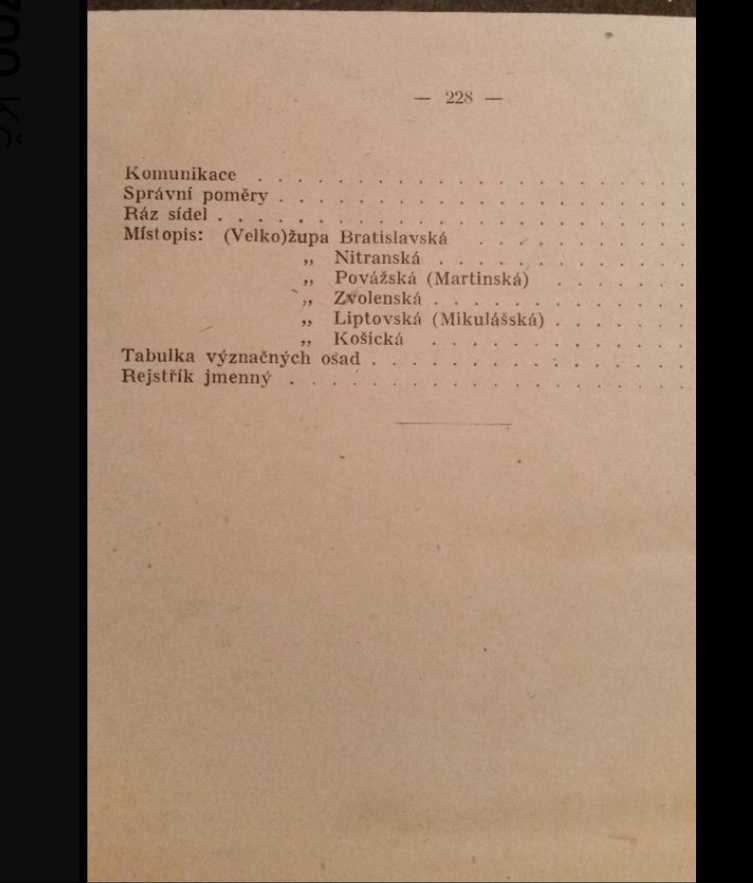 — 228 —
Komunikace . . . . . . . . . . . . . . . . . . . .
Správní poměry . . . . . . . . . . . . . . . . . . .
Ráz sídel . . . . . . . . . . . . . . . . . . . . .
Místopis: (Velko)župa Bratislavská . . . . . . . . . .
„ Nitranská . . . . . . . . . . . .
„ Povážská (Martinská) . . . . . . .
„ Zvolenská . . . . . . . . . . . .
„ Liptovská (Mikulášská) . . . . . . .
„ Košická . . . . . . . . . . . .
Tabulka význačných osad . . . . . . . . . . . . . . .
Rejstřík jmenný . . . . . . . . . . . . . . . . . . .